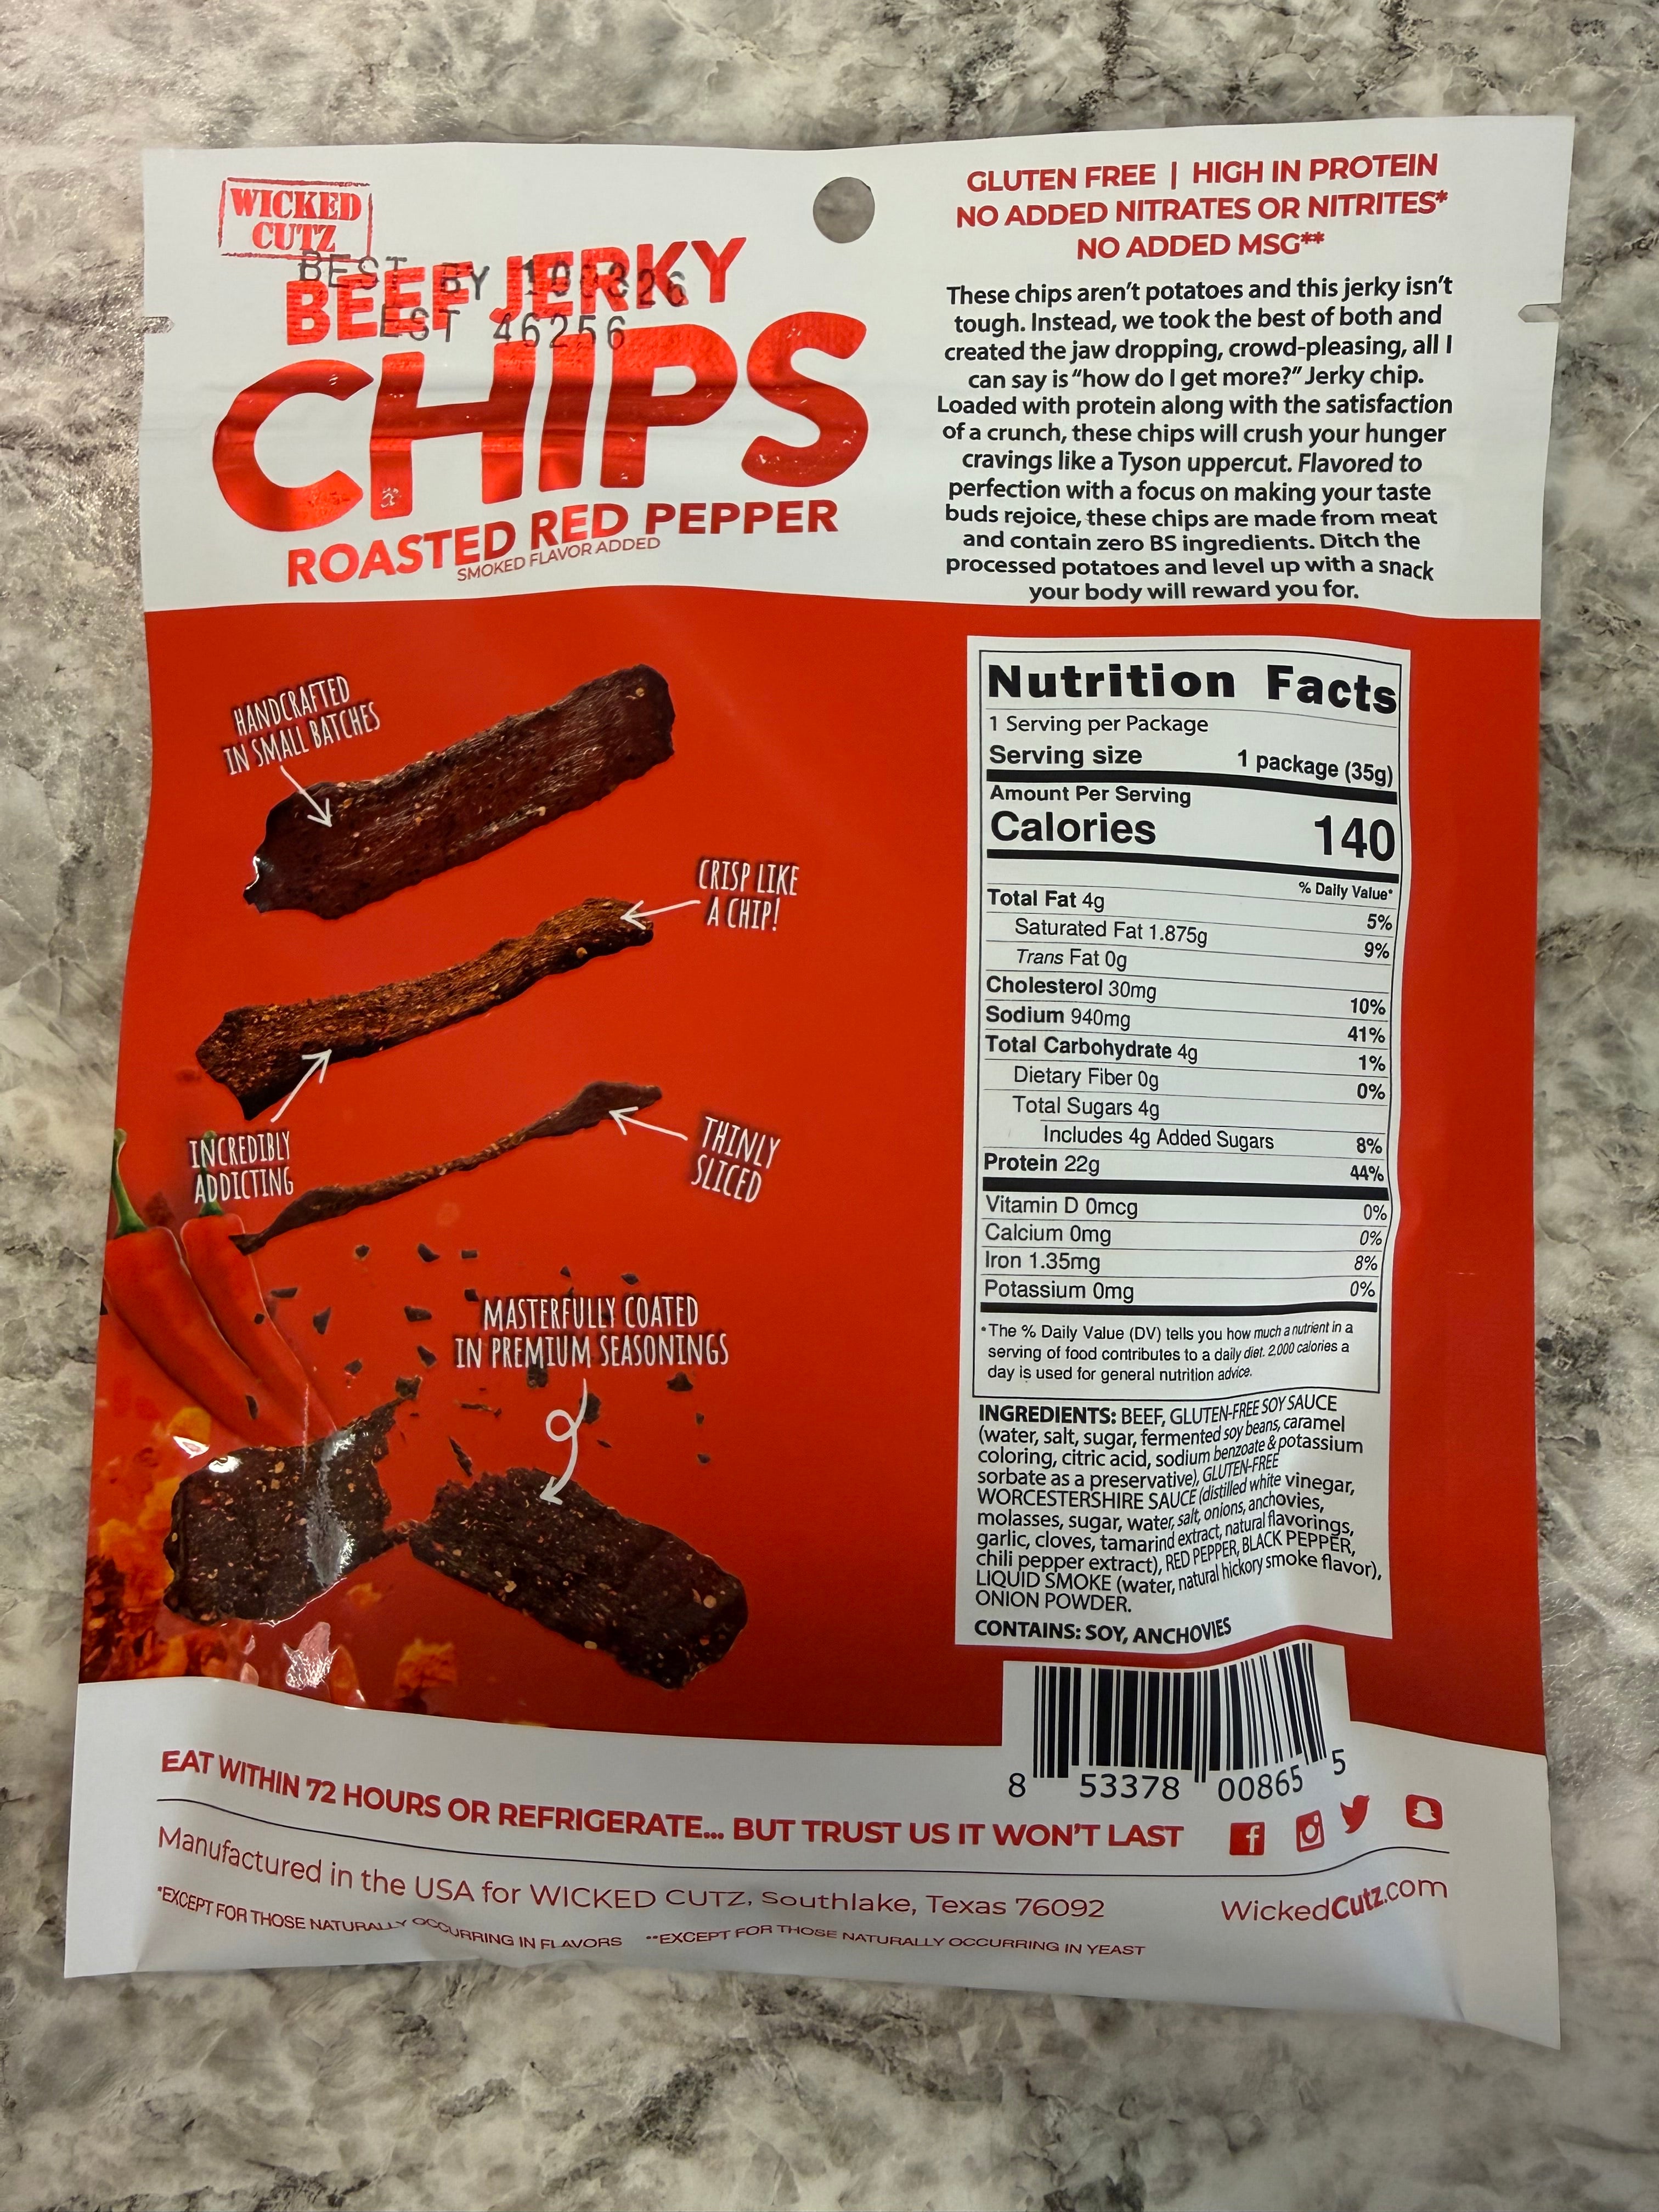 WICKED
CUTZ
BEST BY
EST 46256
BEEF JERKY
CHIPS
ROASTED RED PEPPER
SMOKED FLAVOR ADDED
GLUTEN FREE | HIGH IN PROTEIN
NO ADDED NITRATES OR NITRITES*
NO ADDED MSG**
These chips aren't potatoes and this jerky isn't
tough. Instead, we took the best of both and
created the jaw dropping, crowd-pleasing, all I
can say is "how do I get more?" Jerky chip.
Loaded with protein along with the satisfaction
of a crunch, these chips will crush your hunger
cravings like a Tyson uppercut. Flavored to
perfection with a focus on making your taste
buds rejoice, these chips are made from meat
and contain zero BS ingredients. Ditch the
processed potatoes and level up with a snack
your body will reward you for.
HANDCRAFTED
IN SMALL BATCHES
CRISP LIKE
A CHIP!
INCREDIBLY
ADDICTING
THINLY
SLICED
MASTERFULLY COATED
IN PREMIUM SEASONINGS
Nutrition Facts
1 Serving per Package
Serving size 1 package (35g)
Amount Per Serving
Calories 140
% Daily Value*
Total Fat 4g 5%
Saturated Fat 1.875g 9%
Trans Fat 0g
Cholesterol 30mg 10%
Sodium 940mg 41%
Total Carbohydrate 4g 1%
Dietary Fiber 0g 0%
Total Sugars 4g
Includes 4g Added Sugars 8%
Protein 22g 44%
Vitamin D 0mcg 0%
Calcium 0mg 0%
Iron 1.35mg 8%
Potassium 0mg 0%
*The % Daily Value (DV) tells you how much a nutrient in a
serving of food contributes to a daily diet. 2,000 calories a
day is used for general nutrition advice.
INGREDIENTS: BEEF, GLUTEN-FREE SOY SAUCE
(water, salt, sugar, fermented soy beans, caramel
coloring, citric acid, sodium benzoate & potassium
sorbate as a preservative), GLUTEN-FREE
WORCESTERSHIRE SAUCE (distilled white vinegar,
molasses, sugar, water, salt, onions, anchovies,
garlic, cloves, tamarind extract, natural flavorings,
chili pepper extract), RED PEPPER, BLACK PEPPER,
LIQUID SMOKE (water, natural hickory smoke flavor),
ONION POWDER.
CONTAINS: SOY, ANCHOVIES
8 53378 00865 5
EAT WITHIN 72 HOURS OR REFRIGERATE... BUT TRUST US IT WON'T LAST
Manufactured in the USA for WICKED CUTZ, Southlake, Texas 76092
WickedCutz.com
*EXCEPT FOR THOSE NATURALLY OCCURRING IN FLAVORS **EXCEPT FOR THOSE NATURALLY OCCURRING IN YEAST